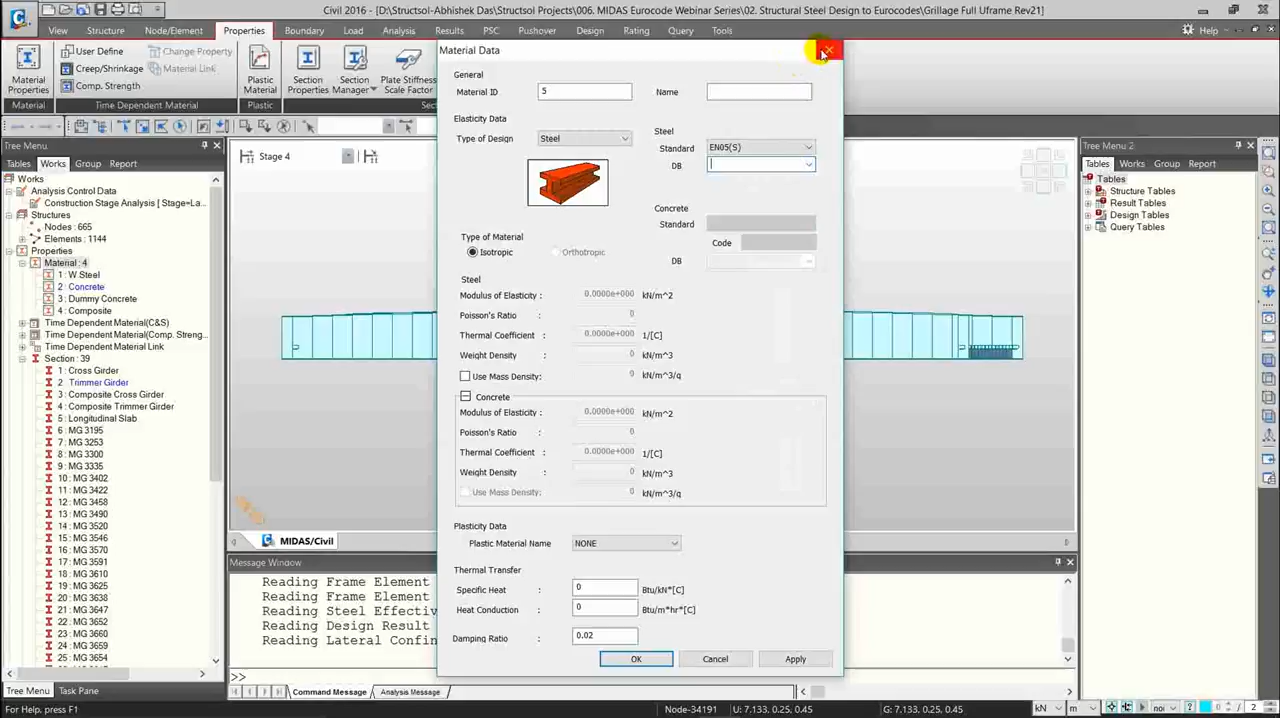 Civil 2016 - [D:\Structsol-Abhishek Das\Structsol Projects\006. MIDAS Eurocode Webinar Series\02. Structural Steel Design to Eurocodes\Grillage Full Uframe Rev21]
View Structure Node/Element Properties Boundary Load Analysis Results PSC Pushover Design Rating Query Tools Help
Material Properties
User Define
Creep/Shrinkage
Comp. Strength
Change Property
Material Link
Plastic Material
Section Properties
Section Manager
Plate Stiffness Scale Factor
Material Time Dependent Material Plastic
Stage 4
Tree Menu
Tables Works Group Report
Works
Analysis Control Data
Construction Stage Analysis [ Stage=La...
Structures
Nodes : 665
Elements : 1144
Properties
Material : 4
1 : W Steel
2 : Concrete
3 : Dummy Concrete
4 : Composite
Time Dependent Material(C&S)
Time Dependent Material(Comp. Streng...
Time Dependent Material Link
Section : 39
1 : Cross Girder
2 Trimmer Girder
3 : Composite Cross Girder
4 : Composite Trimmer Girder
5 : Longitudinal Slab
6 : MG 3195
7 : MG 3253
8 : MG 3300
9 : MG 3335
10 : MG 3402
11 : MG 3422
12 : MG 3458
13 : MG 3490
14 : MG 3520
15 : MG 3546
16 : MG 3570
17 : MG 3591
18 : MG 3610
19 : MG 3625
20 : MG 3638
21 : MG 3647
22 : MG 3652
23 : MG 3660
24 : MG 3659
25 : MG 3654
Tree Menu Task Pane
Material Data
General
Material ID 5 Name
Elasticity Data
Type of Design Steel
Steel
Standard EN05(S)
DB
Concrete
Standard
Code
DB
Type of Material
Isotropic Orthotropic
Steel
Modulus of Elasticity : 0.0000e+000 kN/m^2
Poisson's Ratio : 0
Thermal Coefficient : 0.0000e+000 1/[C]
Weight Density : 0 kN/m^3
Use Mass Density: 0 kN/m^3/g
Concrete
Modulus of Elasticity : 0.0000e+000 kN/m^2
Poisson's Ratio : 0
Thermal Coefficient : 0.0000e+000 1/[C]
Weight Density : 0 kN/m^3
Use Mass Density: 0 kN/m^3/g
Plasticity Data
Plastic Material Name NONE
Thermal Transfer
Specific Heat : 0 Btu/kN*[C]
Heat Conduction : 0 Btu/m*hr*[C]
Damping Ratio : 0.02
OK Cancel Apply
MIDAS/Civil
Message Window
Reading Frame Element
Reading Frame Element
Reading Steel Effectiv
Reading Design Result
Reading Lateral Confin
>>
Command Message Analysis Message
Tree Menu 2
Tables Works Group Report
Tables
Structure Tables
Result Tables
Design Tables
Query Tables
For Help, press F1 Node-34191 U: 7.133, 0.25, 0.45 G: 7.133, 0.25, 0.45 kN m noi ? 0 / 2